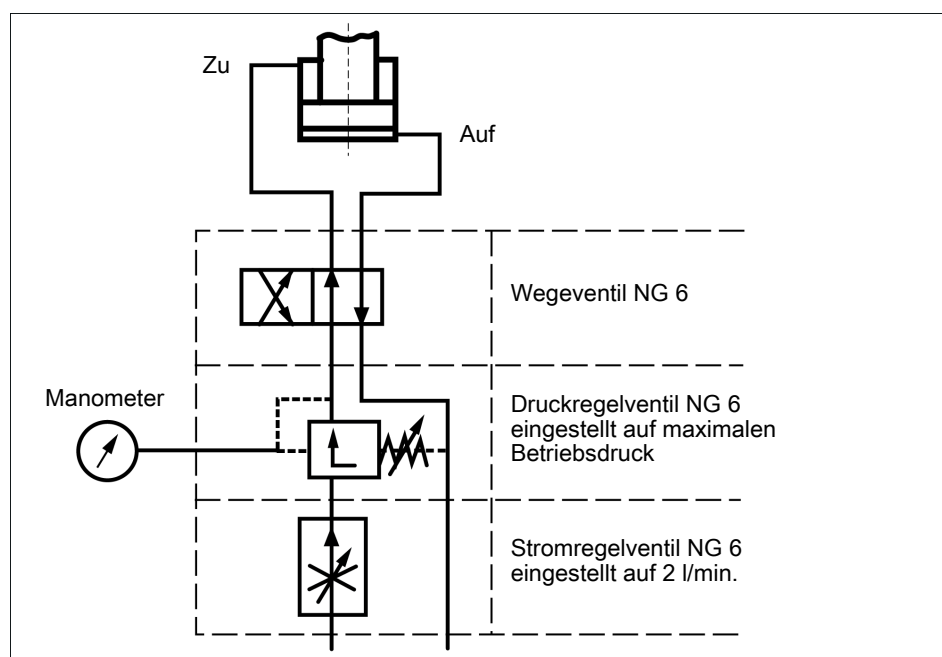 Zu
Auf
Wegeventil NG 6
Manometer
Druckregelventil NG 6
eingestellt auf maximalen
Betriebsdruck
Stromregelventil NG 6
eingestellt auf 2 l/min.